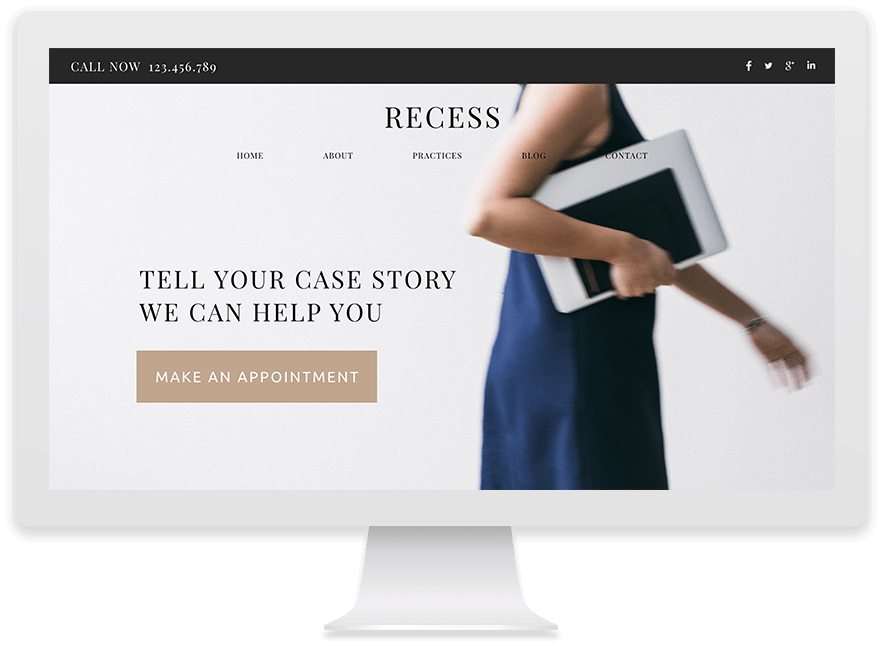 CALL NOW 123.456.789
RECESS
HOME ABOUT PRACTICES BLOG CONTACT
TELL YOUR CASE STORY
WE CAN HELP YOU
MAKE AN APPOINTMENT